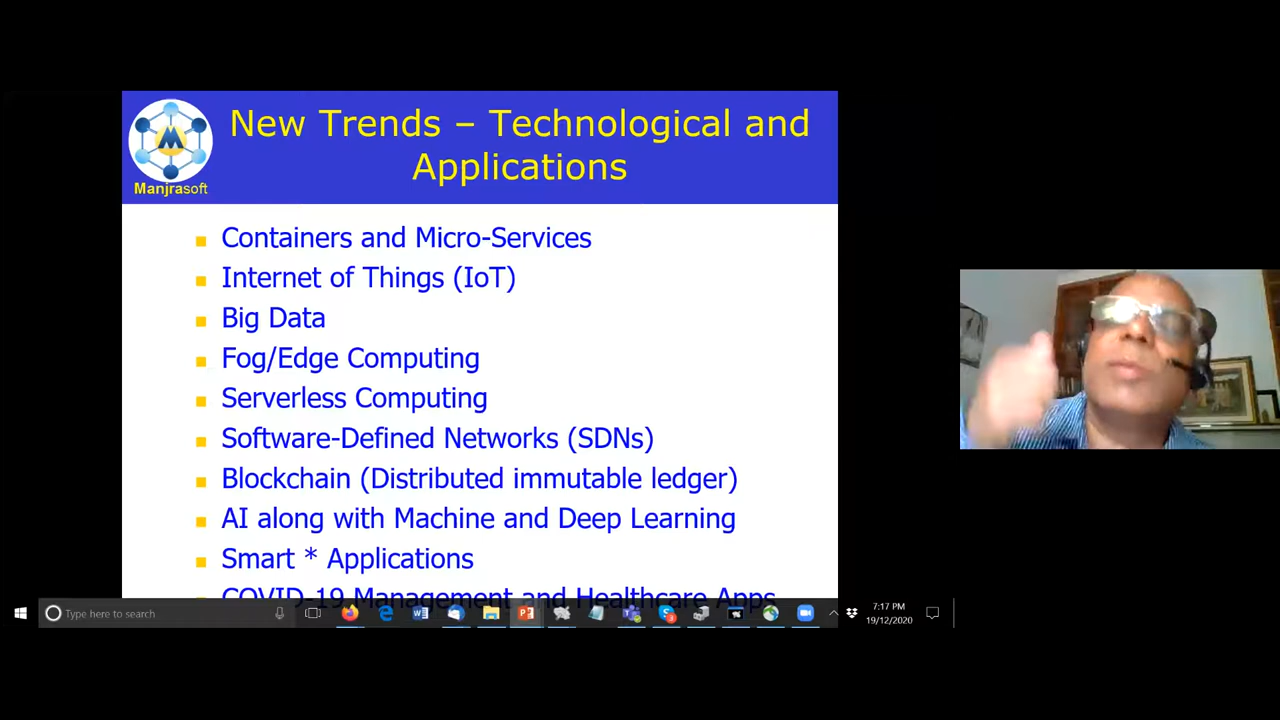 New Trends – Technological and
Applications
Manjrasoft
Containers and Micro-Services
Internet of Things (IoT)
Big Data
Fog/Edge Computing
Serverless Computing
Software-Defined Networks (SDNs)
Blockchain (Distributed immutable ledger)
AI along with Machine and Deep Learning
Smart * Applications
COVID-19 Management and Healthcare Apps
Type here to search
7:17 PM
19/12/2020